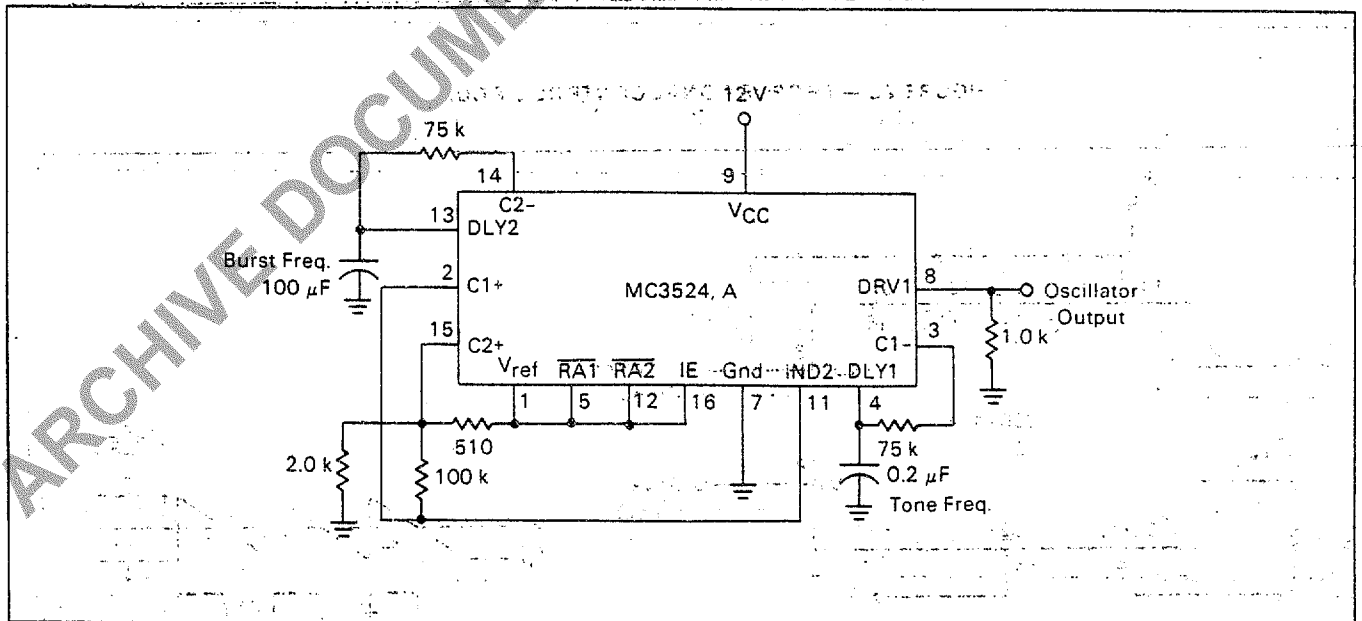 ARCHIVE DOCUME
12 V
75 k
14
9
C2-
VCC
13
DLY2
Burst Freq.
100 μF
2
C1+
MC3524, A
DRV1
8
Oscillator
Output
1.0 k
15
C2+
C1-
3
Vref
RA1
RA2
IE
Gnd
IND2
DLY1
1
5
12
16
7
11
4
510
75 k
2.0 k
100 k
0.2 μF
Tone Freq.